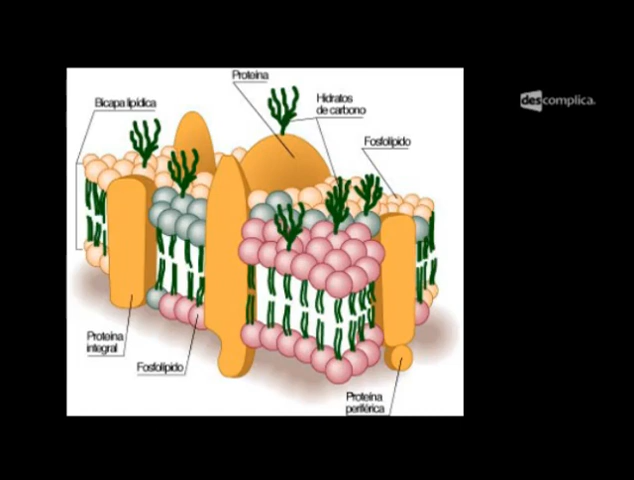 Proteína
Hidratos
de carbono
Bicapa lipídica
descomplica.
Fosfolípido
Proteína
integral
Fosfolípido
Proteína
periférica